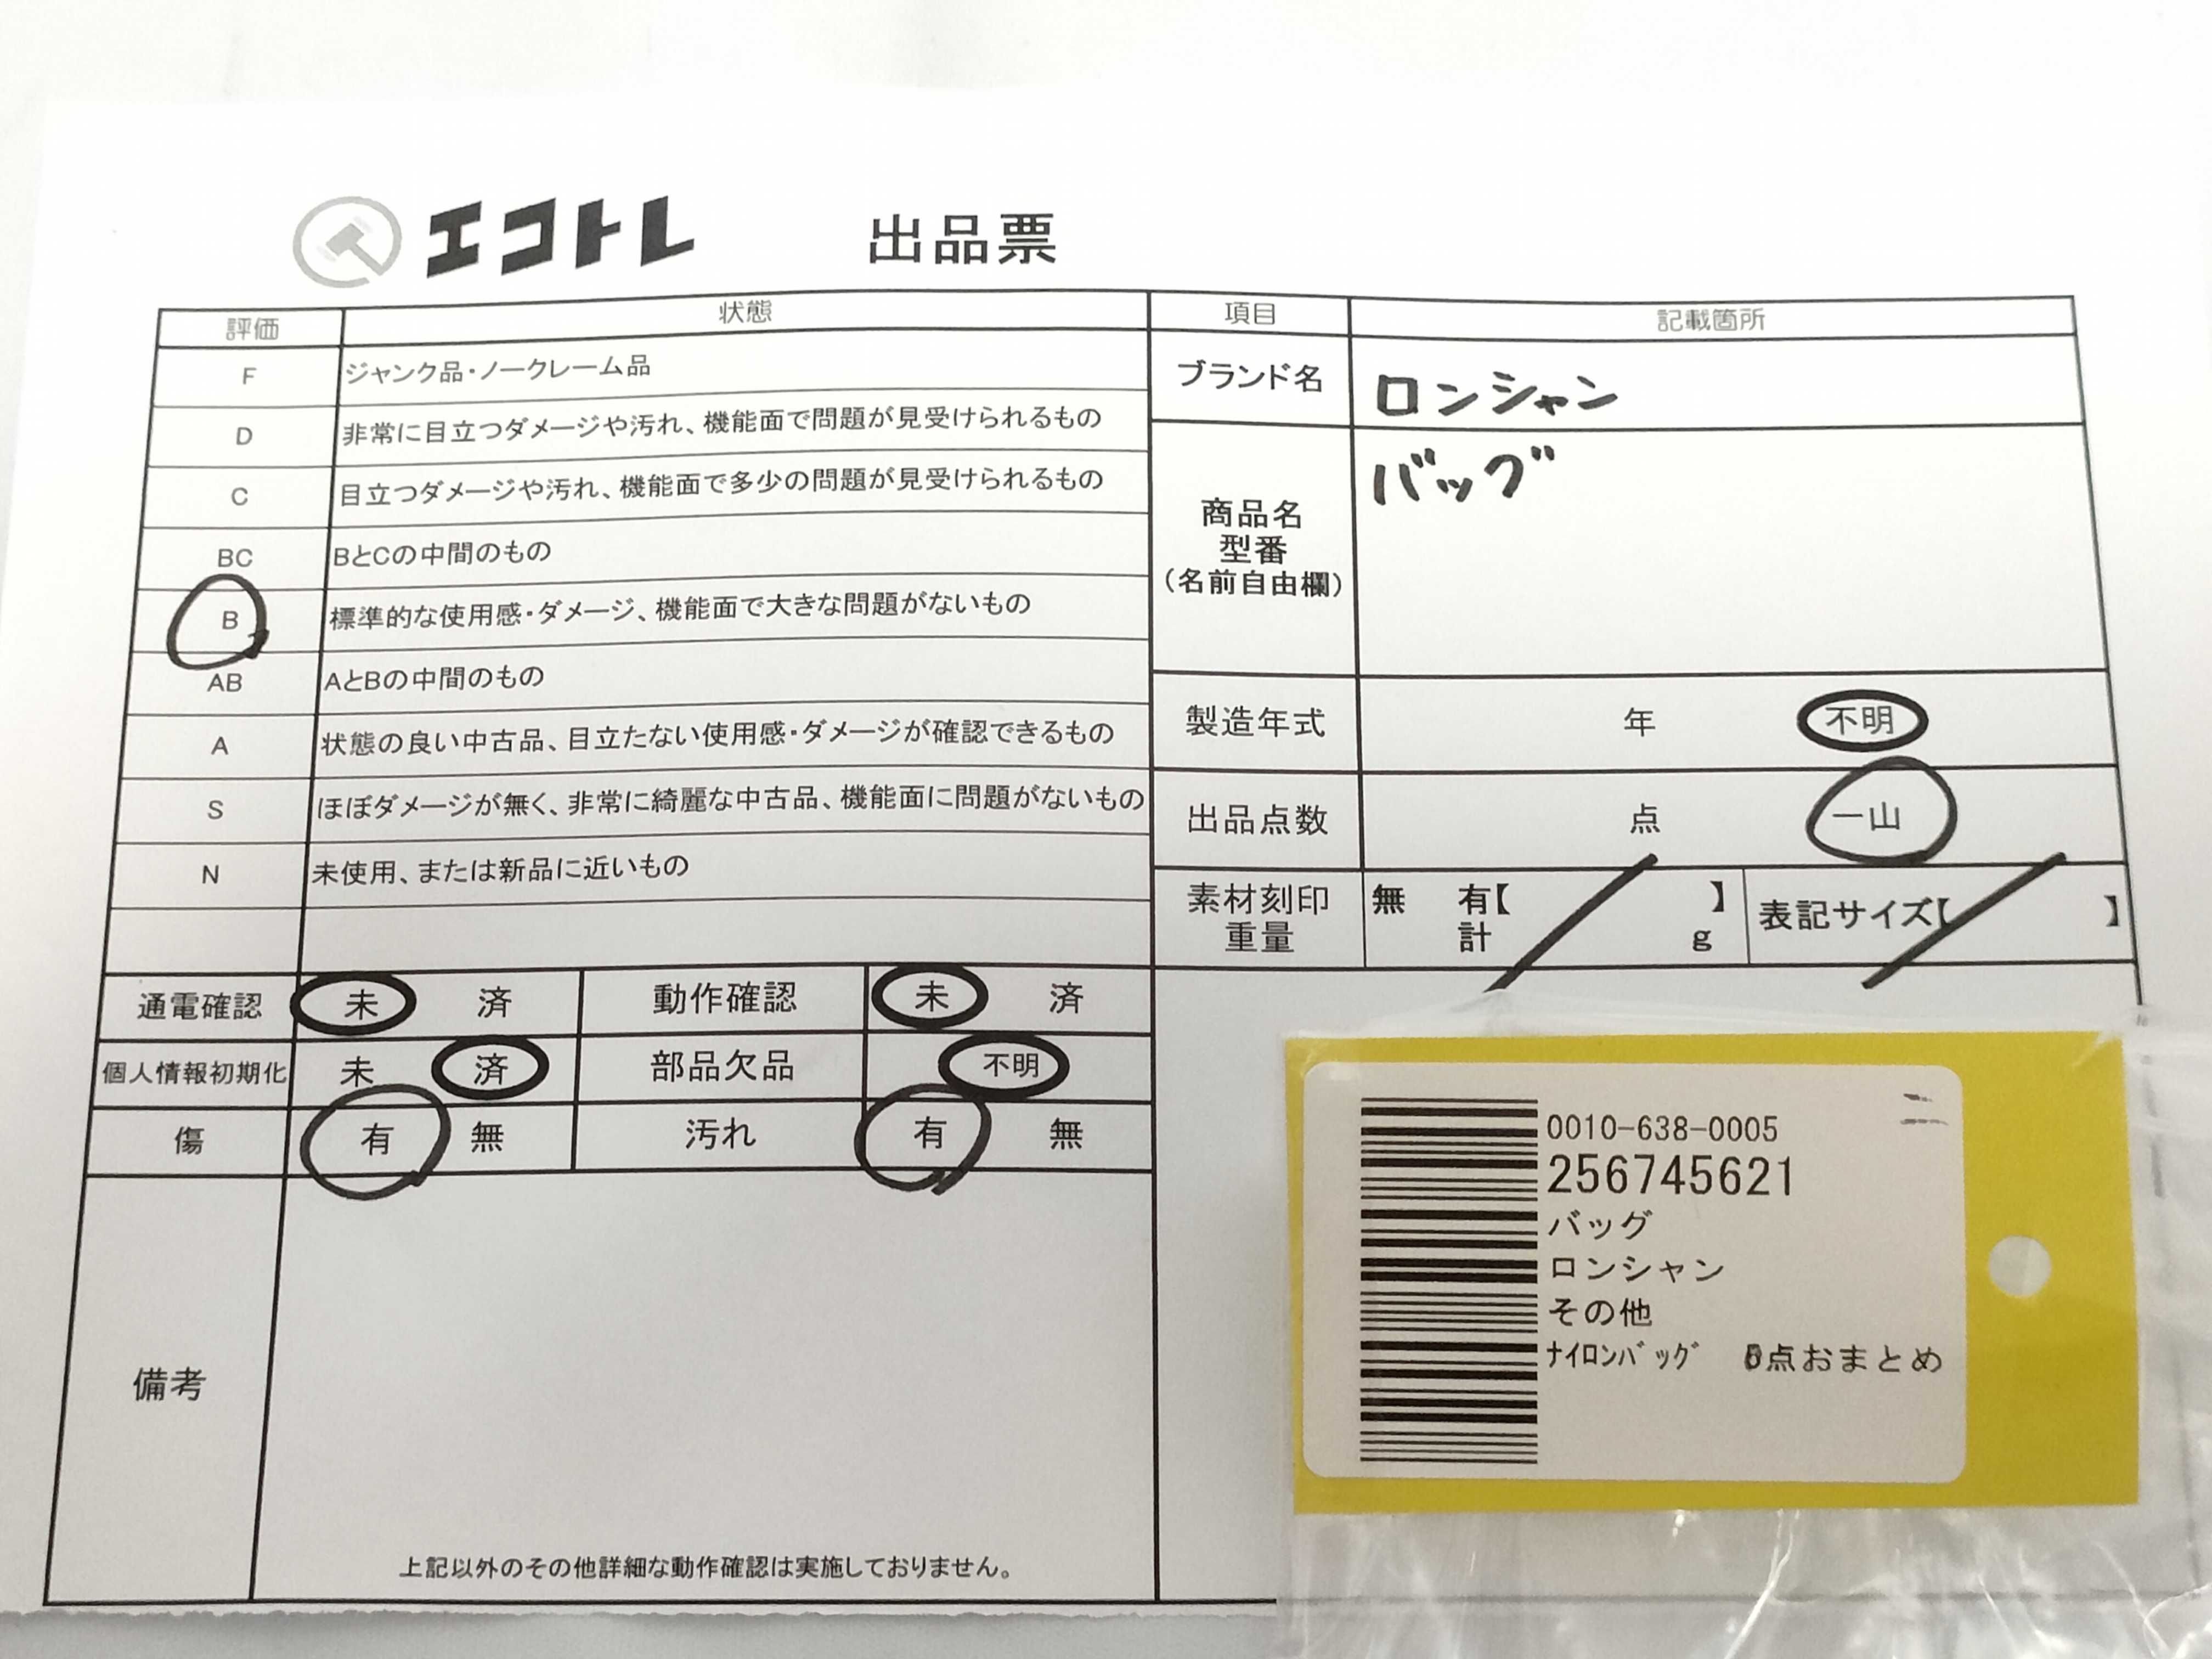 エコトレ 出品票
評価 状態
F ジャンク品・ノークレーム品
D 非常に目立つダメージや汚れ、機能面で問題が見受けられるもの
C 目立つダメージや汚れ、機能面で多少の問題が見受けられるもの
BC BとCの中間のもの
B 標準的な使用感・ダメージ、機能面で大きな問題がないもの
AB AとBの中間のもの
A 状態の良い中古品、目立たない使用感・ダメージが確認できるもの
S ほぼダメージが無く、非常に綺麗な中古品、機能面に問題がないもの
N 未使用、または新品に近いもの
通電確認 未 済 動作確認 未 済
個人情報初期化 未 済 部品欠品 不明
傷 有 無 汚れ 有 無
備考
上記以外のその他詳細な動作確認は実施しておりません。
項目 記載箇所
ブランド名 ロンシャン
商品名
型番
(名前自由欄)
バッグ
製造年式 年 不明
出品点数 点 一山
素材刻印 無 有【 】 表記サイズ【 】
重量 計 g
0010-638-0005
256745621
バッグ
ロンシャン
その他
ﾅｲﾛﾝﾊﾞｯｸﾞ 点おまとめ